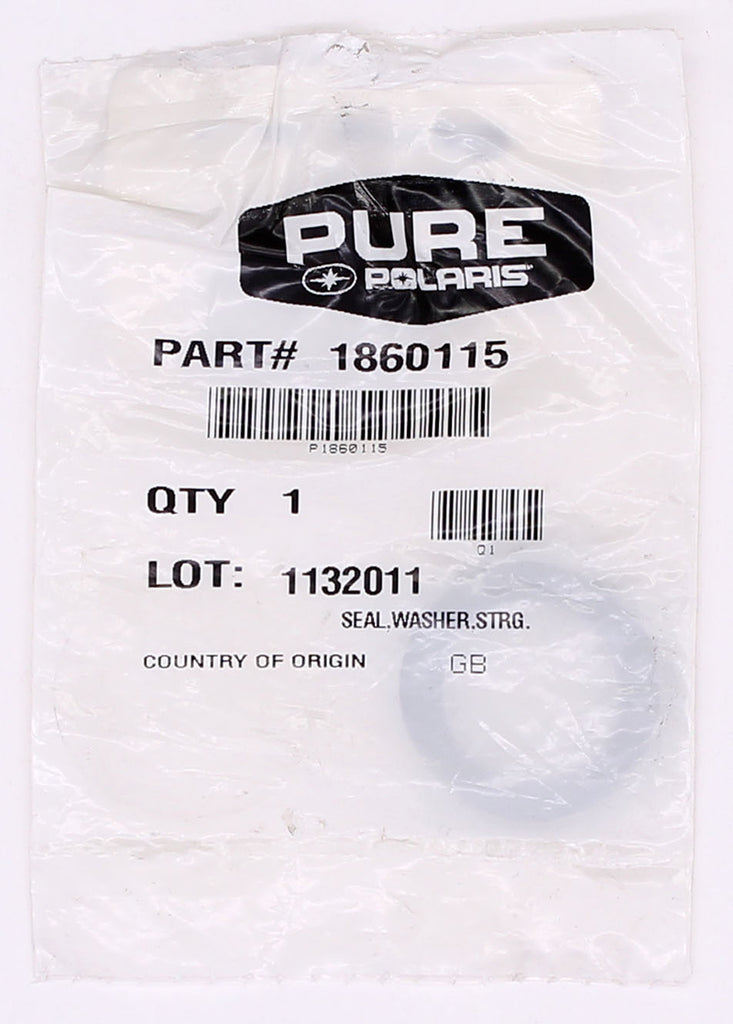 PURE
POLARIS
PART# 1860115
P1860115
QTY 1
Q1
LOT: 1132011
SEAL,WASHER,STRG.
COUNTRY OF ORIGIN GB